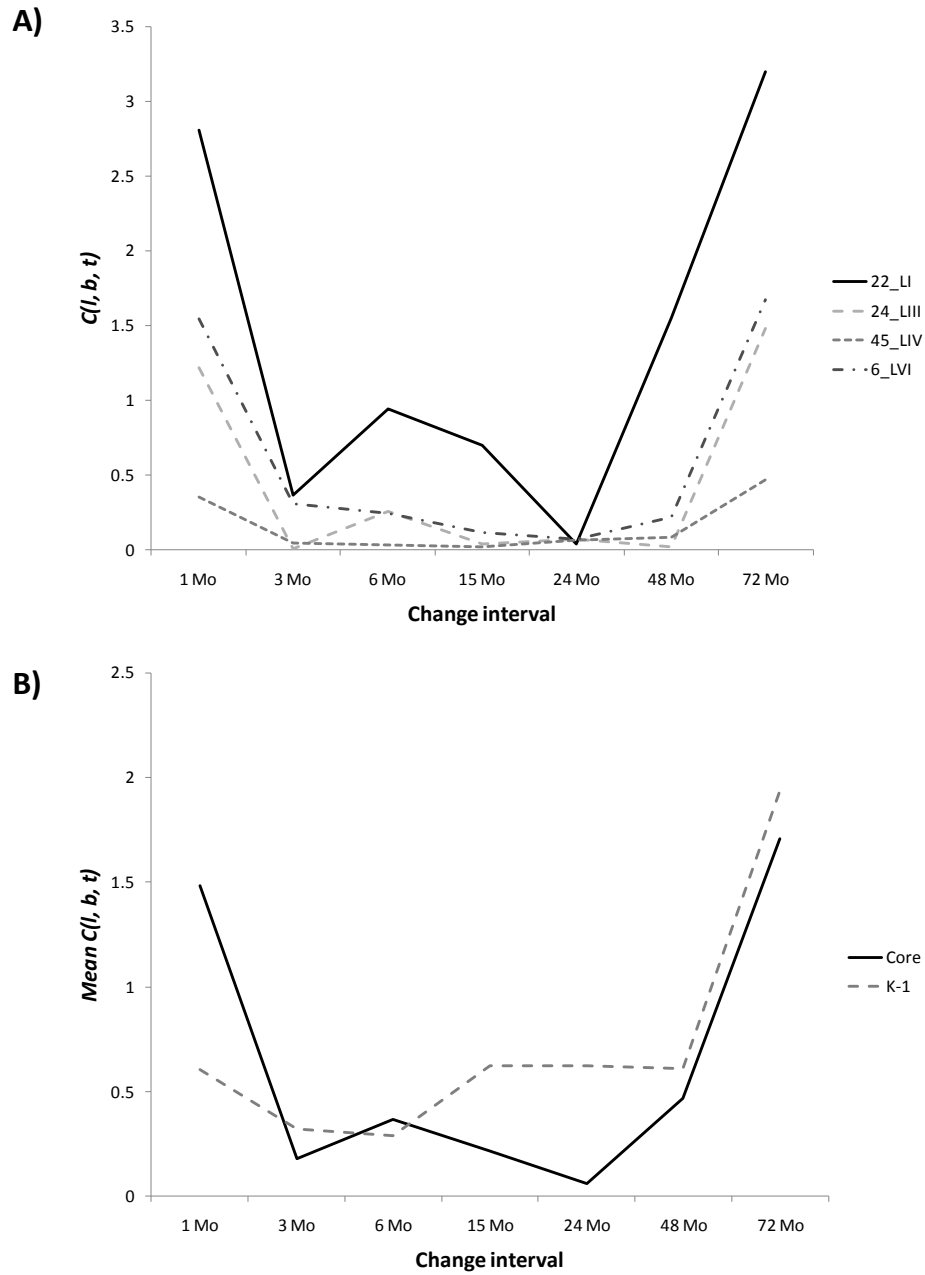 A)
3.5
3
2.5
2
1.5
1
0.5
0
C(l, b, t)
1 Mo 3 Mo 6 Mo 15 Mo 24 Mo 48 Mo 72 Mo
Change interval
22_LI
24_LIII
45_LIV
6_LVI
B)
2.5
2
1.5
1
0.5
0
Mean C(l, b, t)
1 Mo 3 Mo 6 Mo 15 Mo 24 Mo 48 Mo 72 Mo
Change interval
Core
K-1